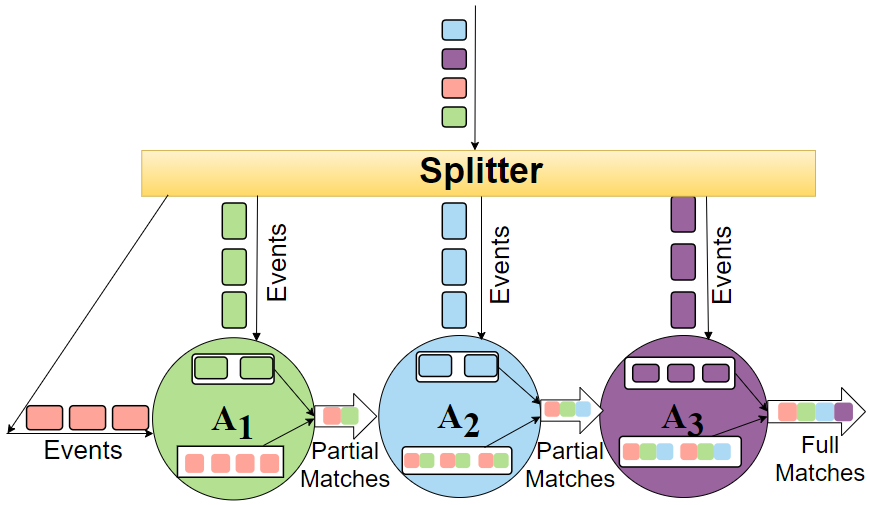 Splitter
Events
Events
Events
Events
A1
Partial
Matches
A2
Partial
Matches
A3
Full
Matches